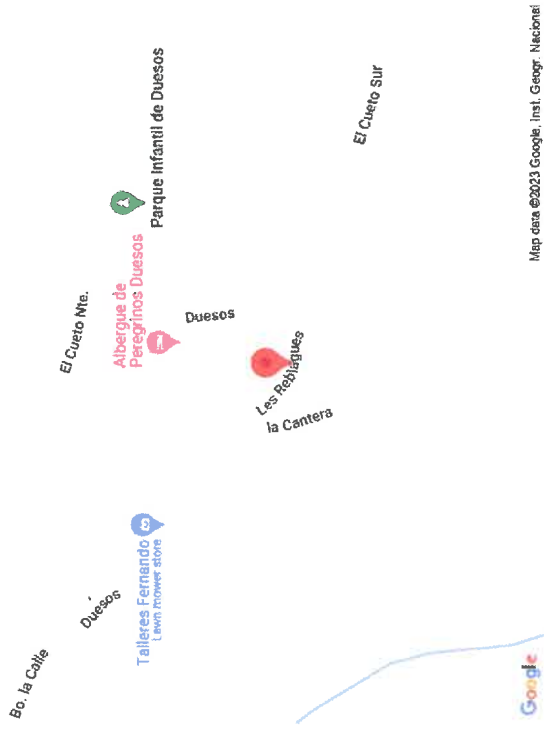 Bo. la Calle
Duesos
El Cueto Nte.
Talleres Fernando
Lawn mower store
Albergue de
Peregrinos Duesos
Parque Infantil de Duesos
Duesos
Les Reblagues
la Cantera
El Cueto Sur
Google
Map data ©2023 Google, Inst. Geogr. Nacional